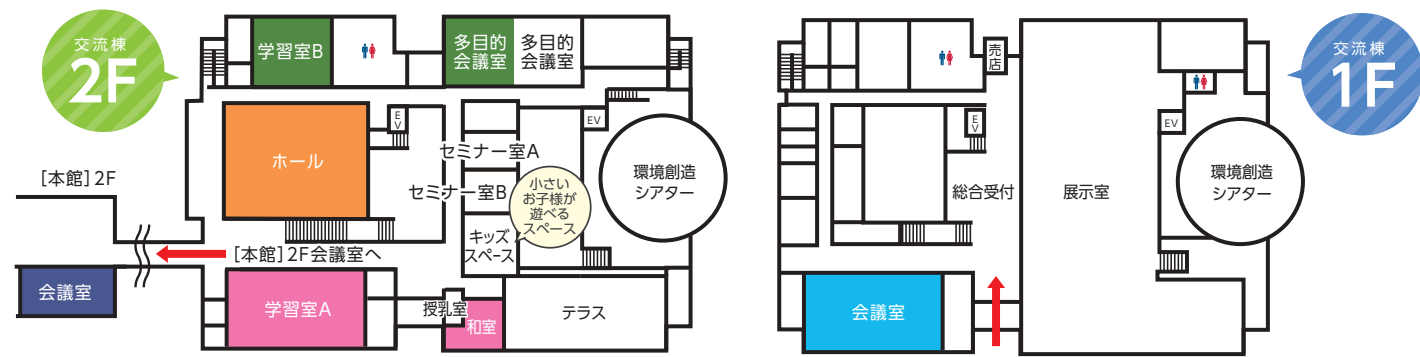 交流棟
2F
学習室B
多目的
会議室
多目的
会議室
ホール
EV
EV
セミナー室A
セミナー室B
小さい
お子様が
遊べる
スペース
環境創造
シアター
[本館]2F
[本館]2F会議室へ
キッズ
スペース
会議室
学習室A
授乳室
和室
テラス
交流棟
1F
売店
EV
EV
総合受付
展示室
環境創造
シアター
会議室